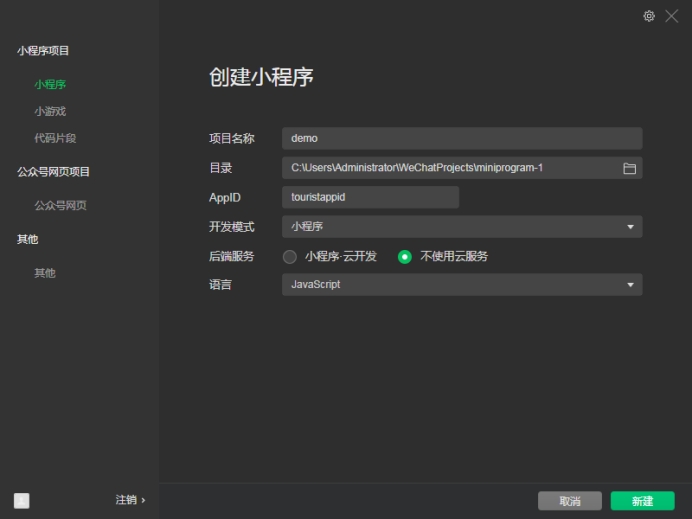 小程序项目
小程序
小游戏
代码片段
公众号网页项目
公众号网页
其他
其他
注销 ›
创建小程序
项目名称 demo
目录 C:\Users\Administrator\WeChatProjects\miniprogram-1
AppID touristappid
开发模式 小程序
后端服务 小程序·云开发 不使用云服务
语言 JavaScript
取消 新建